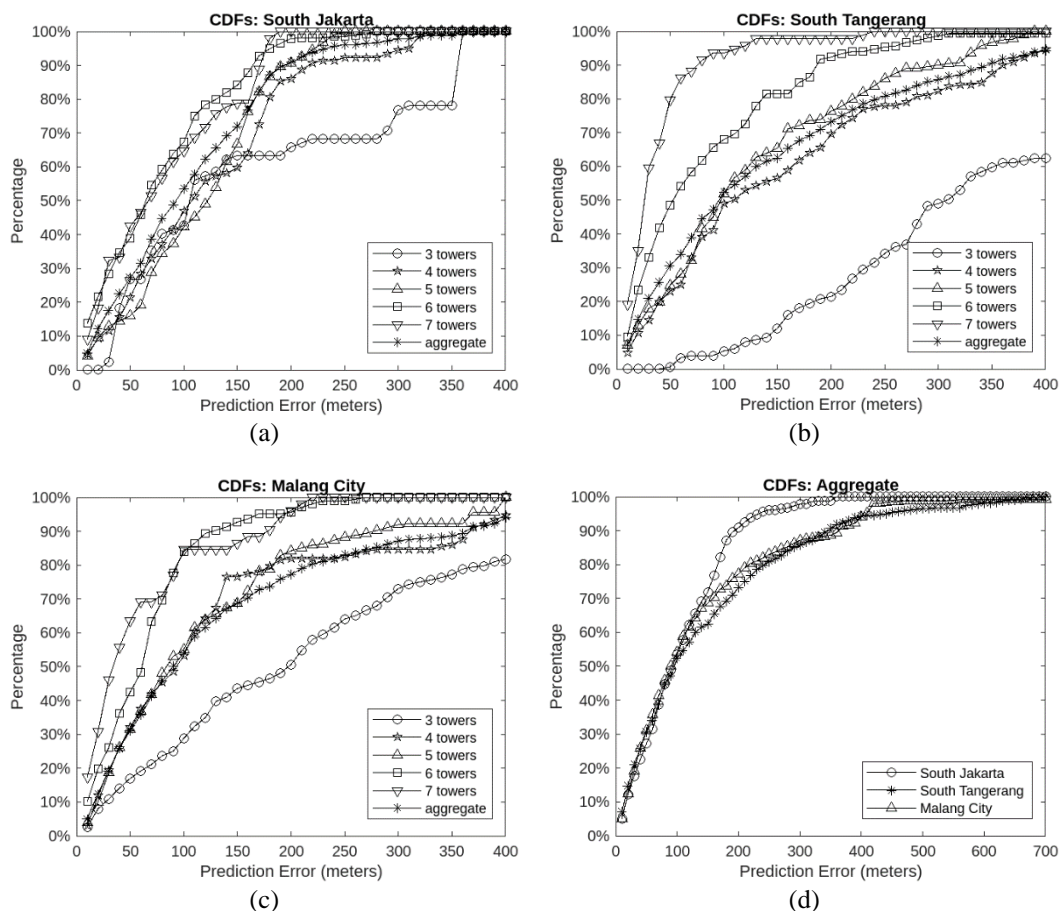 CDFs: South Jakarta
100%
90%
80%
70%
60%
50%
40%
30%
20%
10%
0%
Percentage
3 towers
4 towers
5 towers
6 towers
7 towers
aggregate
0 50 100 150 200 250 300 350 400
Prediction Error (meters)
(a)
CDFs: South Tangerang
100%
90%
80%
70%
60%
50%
40%
30%
20%
10%
0%
Percentage
3 towers
4 towers
5 towers
6 towers
7 towers
aggregate
0 50 100 150 200 250 300 350 400
Prediction Error (meters)
(b)
CDFs: Malang City
100%
90%
80%
70%
60%
50%
40%
30%
20%
10%
0%
Percentage
3 towers
4 towers
5 towers
6 towers
7 towers
aggregate
0 50 100 150 200 250 300 350 400
Prediction Error (meters)
(c)
CDFs: Aggregate
100%
90%
80%
70%
60%
50%
40%
30%
20%
10%
0%
Percentage
South Jakarta
South Tangerang
Malang City
0 100 200 300 400 500 600 700
Prediction Error (meters)
(d)